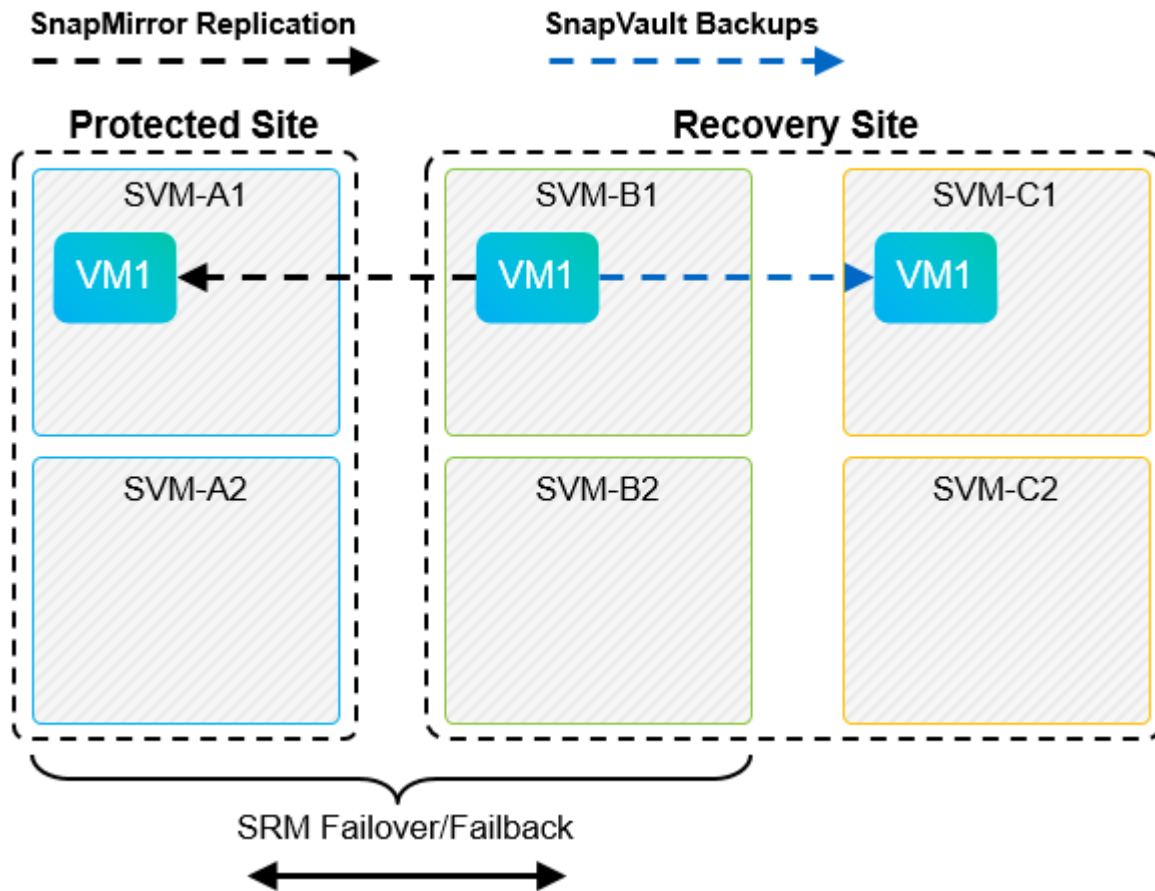 SnapMirror Replication
SnapVault Backups
Protected Site
Recovery Site
SVM-A1
SVM-B1
SVM-C1
VM1
VM1
VM1
SVM-A2
SVM-B2
SVM-C2
SRM Failover/Failback